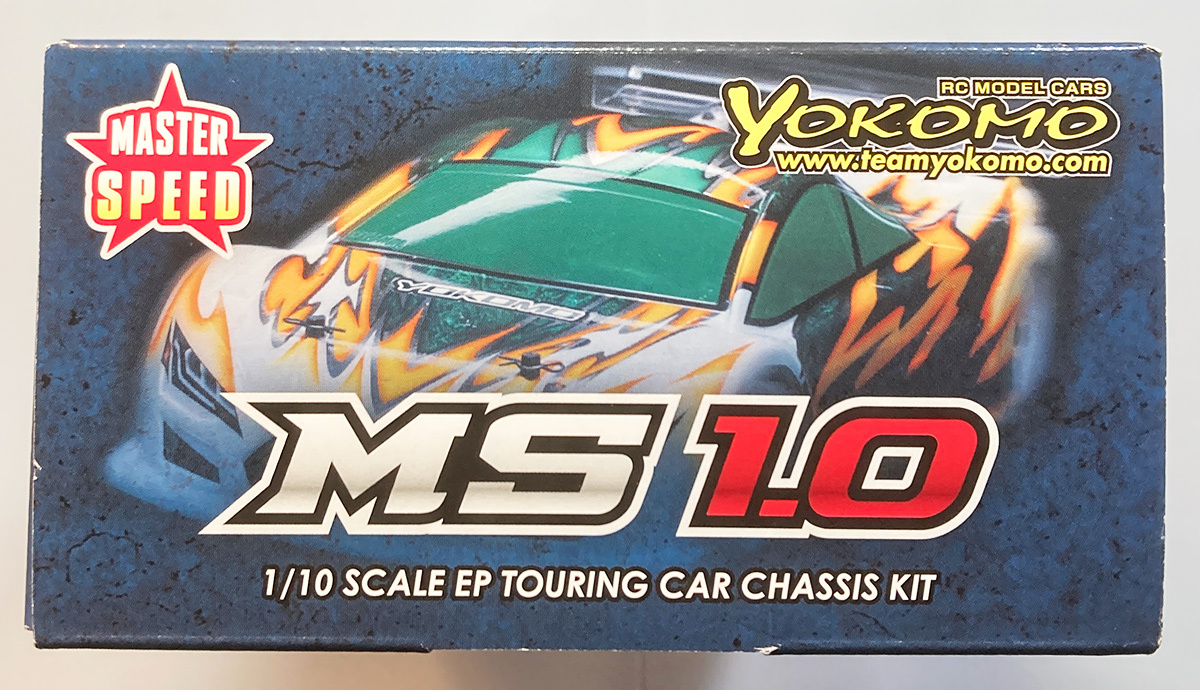 MASTER
SPEED
RC MODEL CARS
YOKOMO
www.teamyokomo.com
YOKOMO
MS 1.0
1/10 SCALE EP TOURING CAR CHASSIS KIT